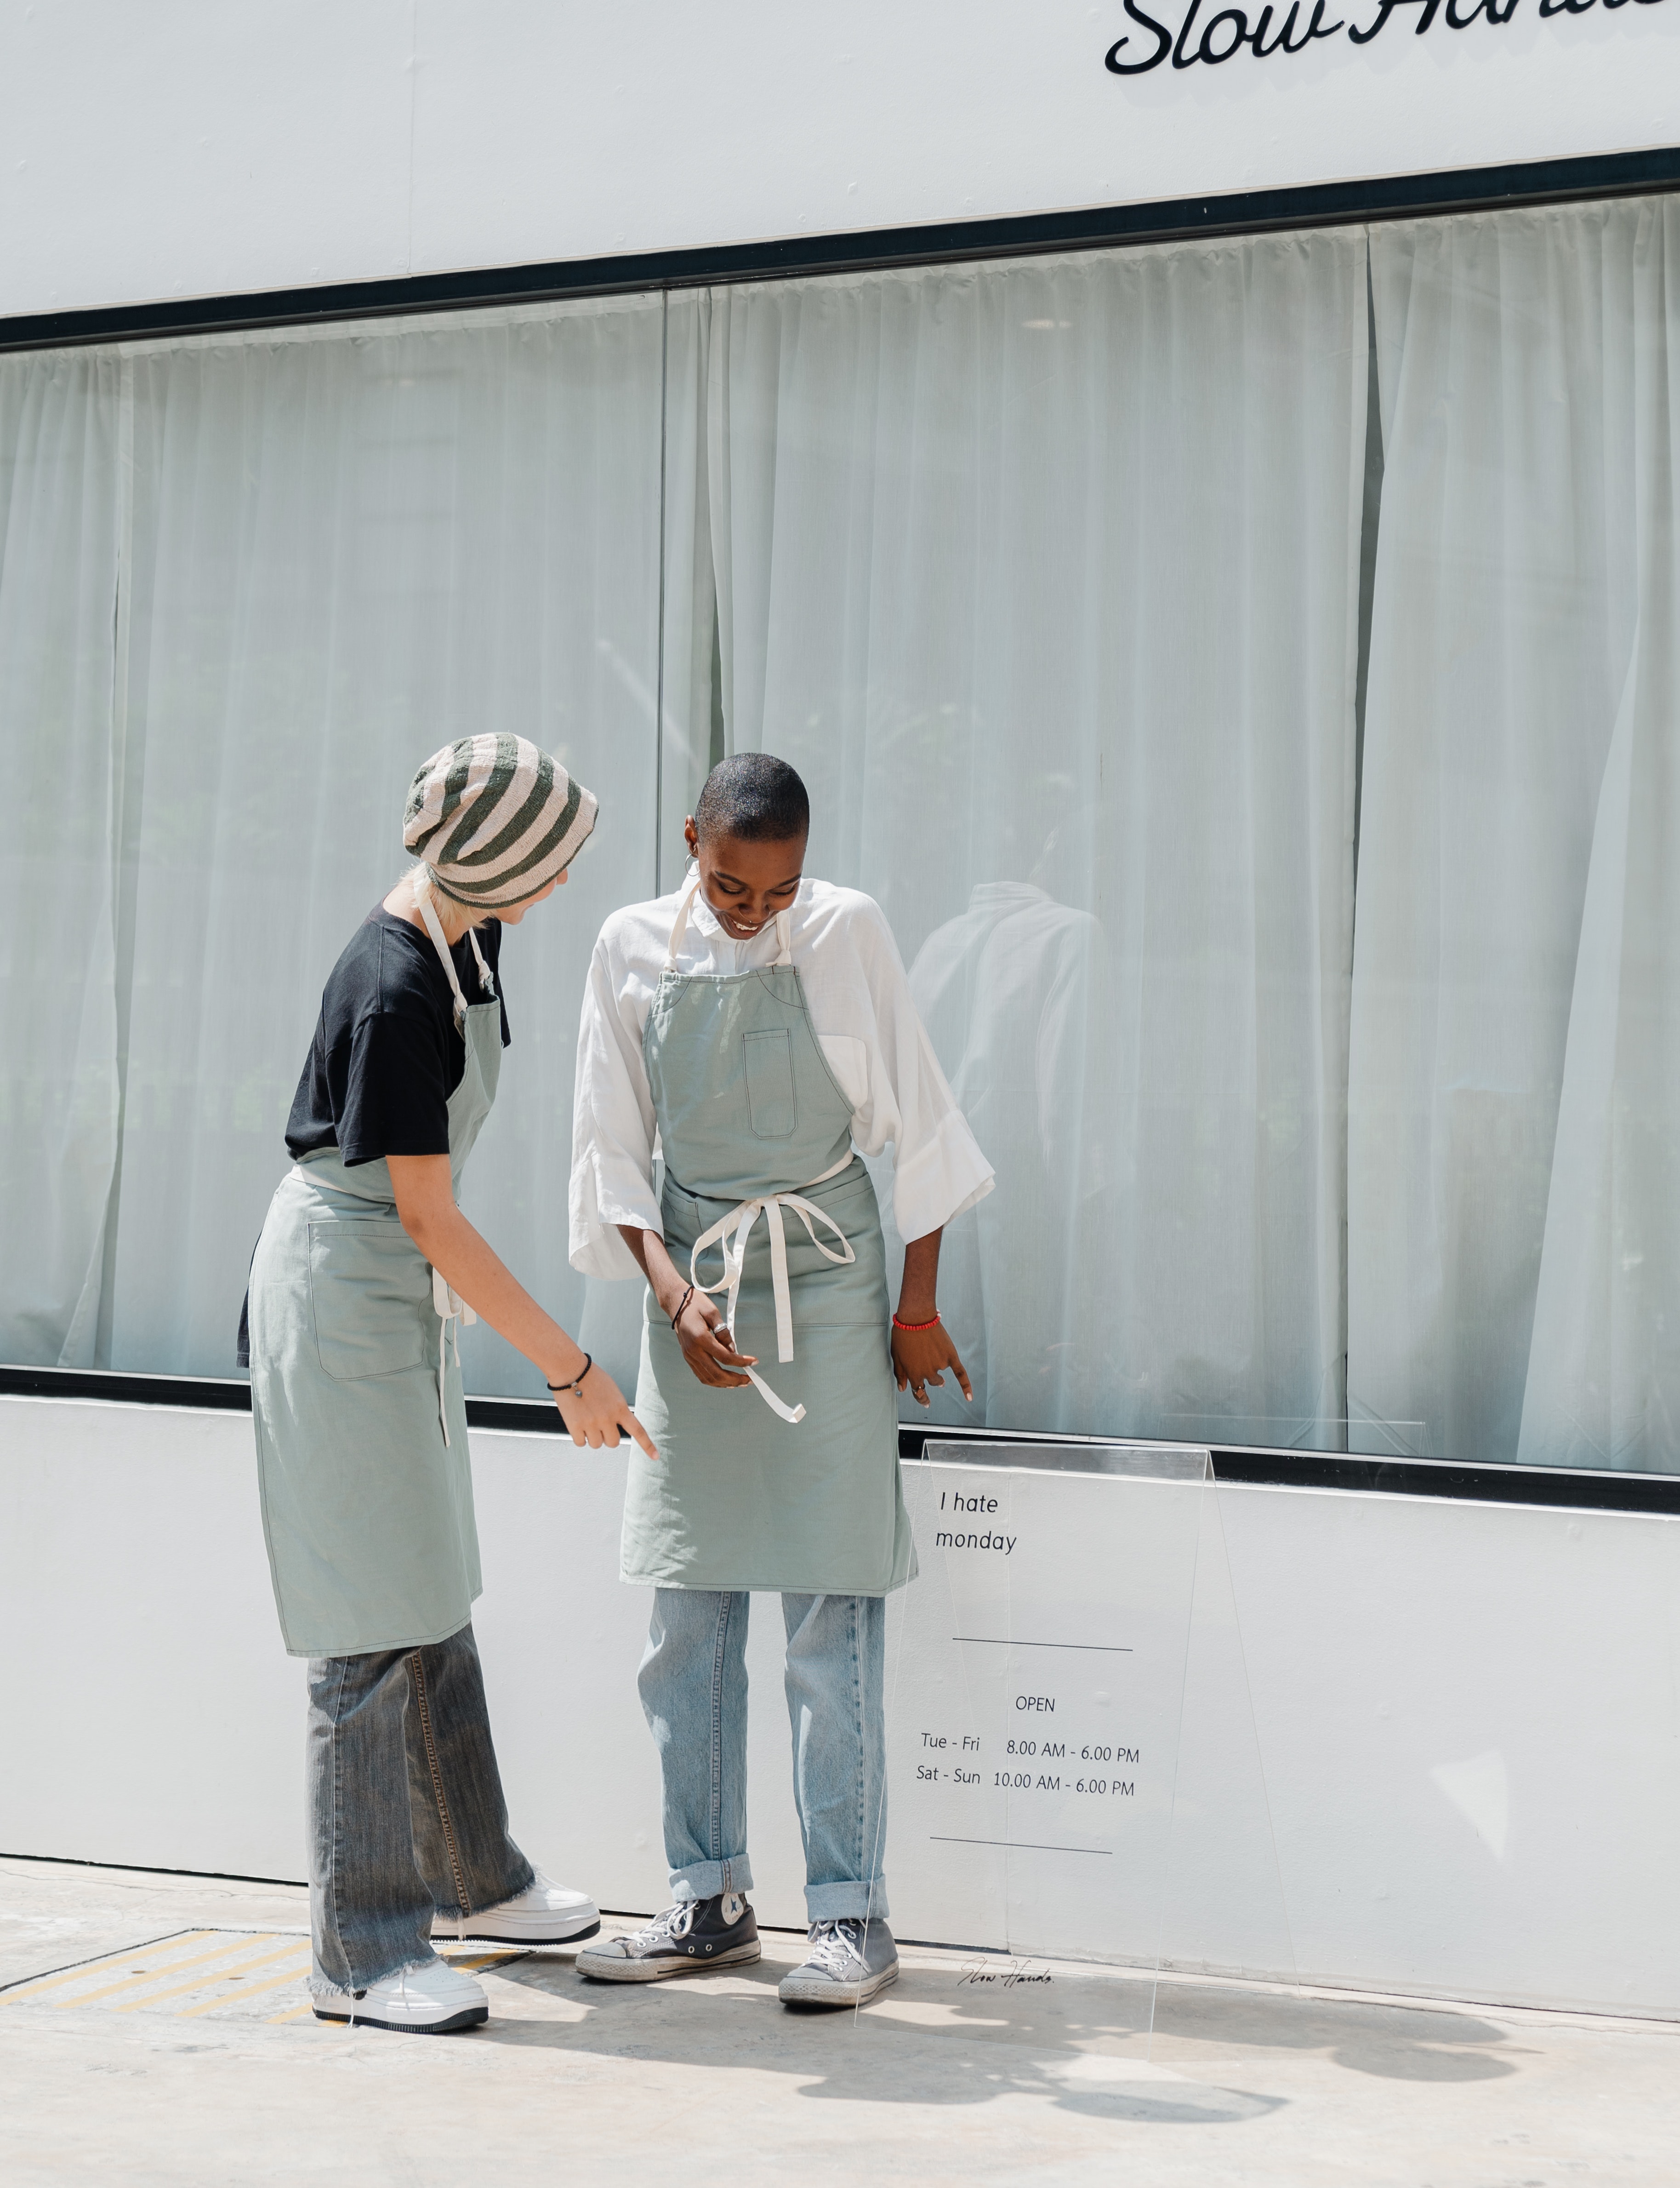 Slow Hands
I hate
monday
OPEN
Tue - Fri 8.00 AM - 6.00 PM
Sat - Sun 10.00 AM - 6.00 PM
Slow Hands.